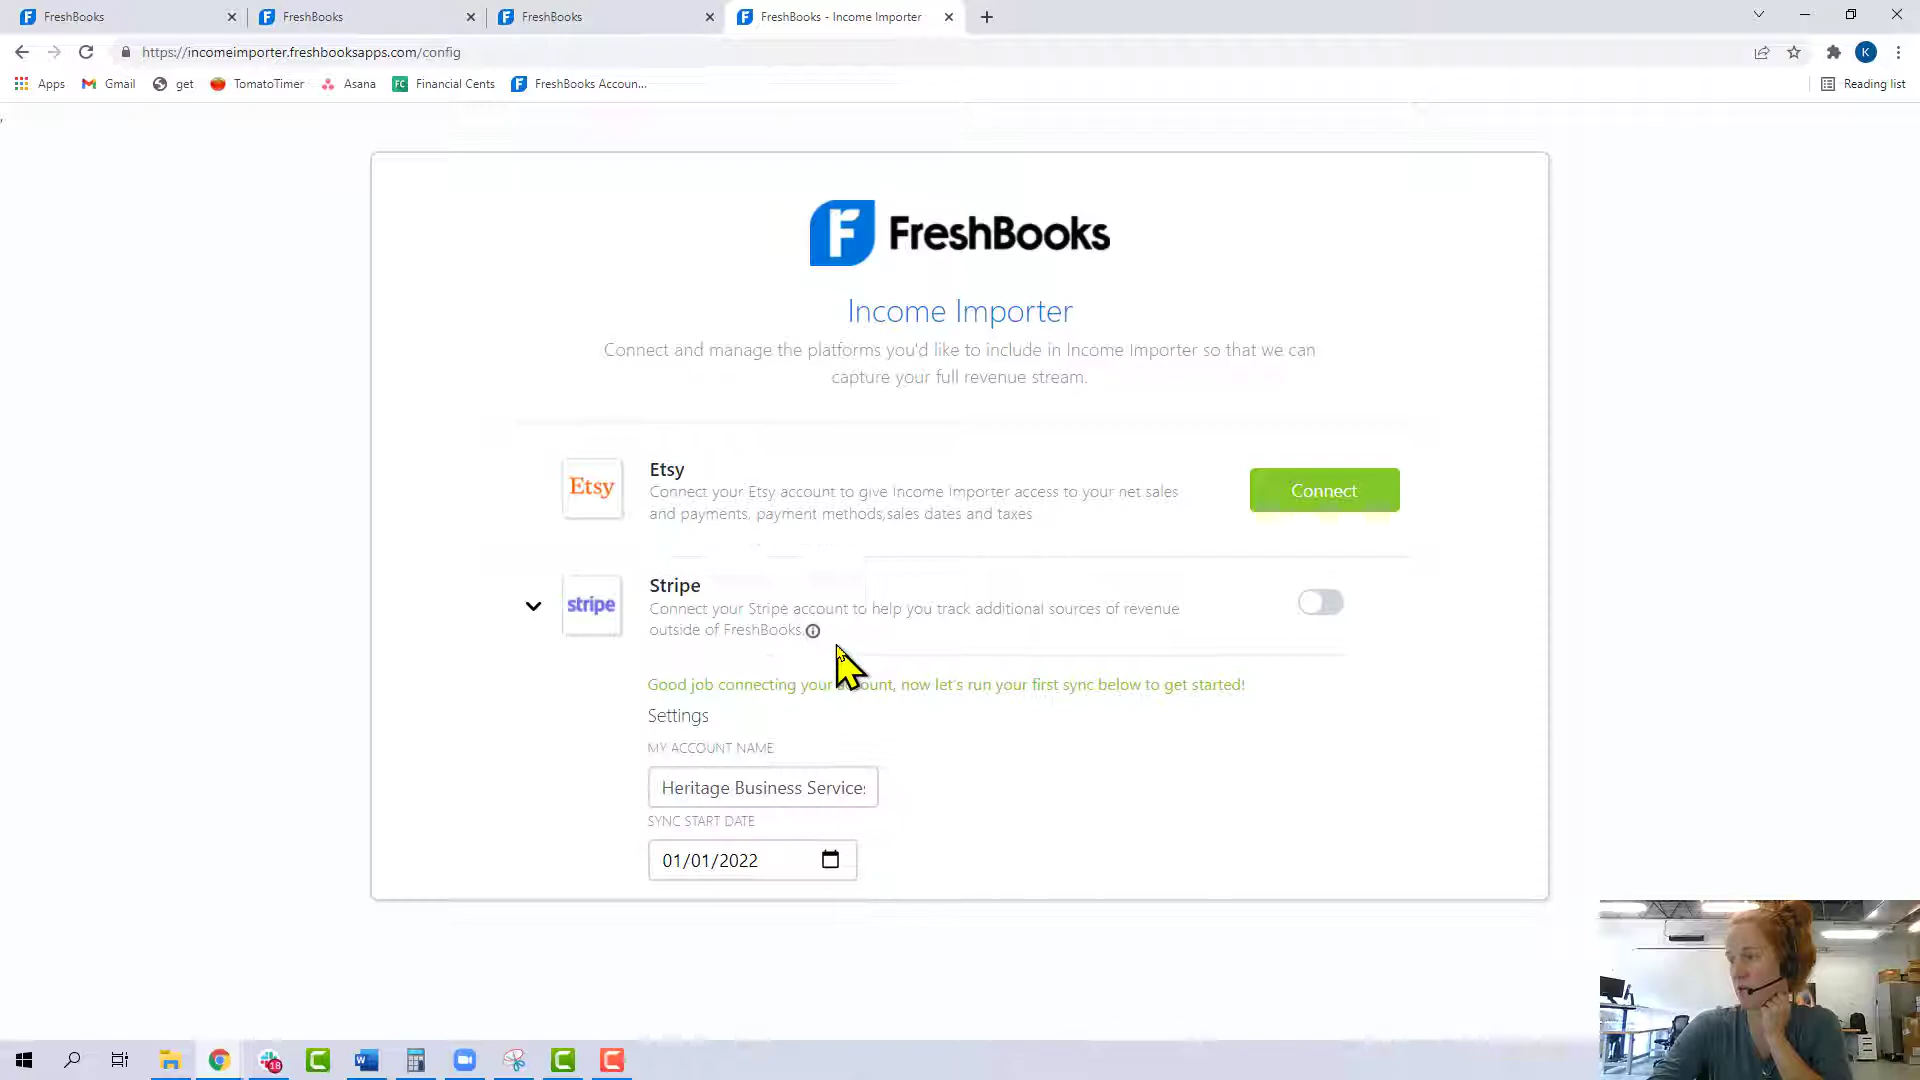 FreshBooks
FreshBooks
FreshBooks
FreshBooks - Income Importer
https://incomeimporter.freshbooksapps.com/config
K
Apps
Gmail
get
TomatoTimer
Asana
FC Financial Cents
FreshBooks Accoun...
Reading list
FreshBooks
Income Importer
Connect and manage the platforms you'd like to include in Income Importer so that we can
capture your full revenue stream.
Etsy
Etsy
Connect your Etsy account to give Income Importer access to your net sales
and payments, payment methods,sales dates and taxes
Connect
stripe
Stripe
Connect your Stripe account to help you track additional sources of revenue
outside of FreshBooks.
Good job connecting your account, now let's run your first sync below to get started!
Settings
MY ACCOUNT NAME
Heritage Business Services
SYNC START DATE
01/01/2022
18